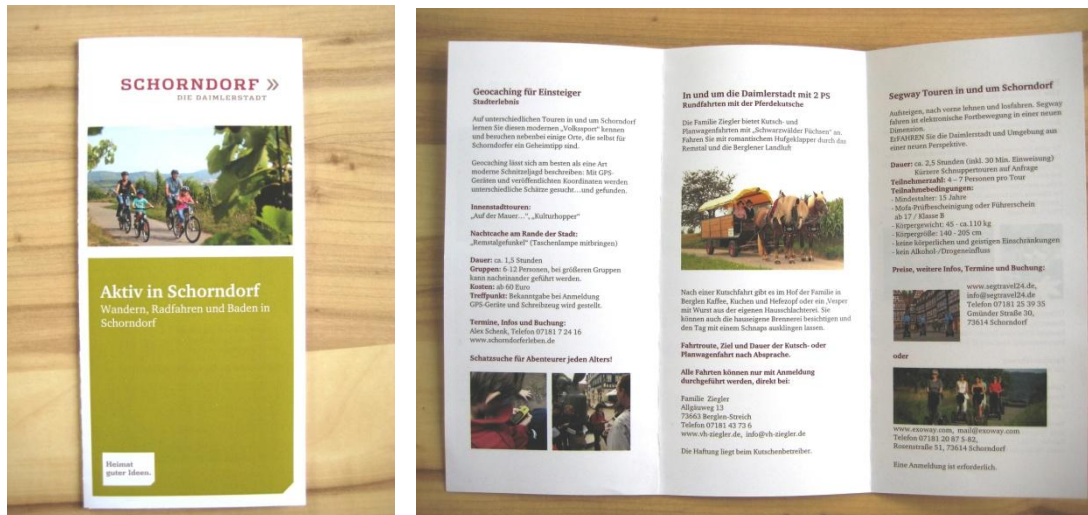 SCHORNDORF »
DIE DAIMLERSTADT
Aktiv in Schorndorf
Wandern, Radfahren und Baden in
Schorndorf
Heimat
guter Ideen.
Geocaching für Einsteiger
Stadterlebnis
Auf unterschiedlichen Touren in und um Schorndorf
lernen Sie diesen modernen „Volkssport“ kennen
und besuchen nebenbei einige Orte, die selbst für
Schorndorfer ein Geheimtipp sind.
Geocaching lässt sich am besten als eine Art
moderne Schnitzeljagd beschreiben: Mit GPS-
Geräten und veröffentlichten Koordinaten werden
unterschiedliche Schätze gesucht...und gefunden.
Innenstadttouren:
„Auf der Mauer...“, „Kulturhopper“
Nachtcache am Rande der Stadt:
„Remstalgefunkel“ (Taschenlampe mitbringen)
Dauer: ca. 1,5 Stunden
Gruppen: 6-12 Personen, bei größeren Gruppen
kann nacheinander geführt werden.
Kosten: ab 60 Euro
Treffpunkt: Bekanntgabe bei Anmeldung
GPS-Geräte und Schreibzeug wird gestellt.
Termine, Infos und Buchung:
Alex Schenk, Telefon 07181 7 24 16
www.schorndorferleben.de
Schatzsuche für Abenteurer jeden Alters!
In und um die Daimlerstadt mit 2 PS
Rundfahrten mit der Pferdekutsche
Die Familie Ziegler bietet Kutsch- und
Planwagenfahrten mit „Schwarzwälder Füchsen“ an.
Fahren Sie mit romantischem Hufgeklapper durch das
Remstal und die Berglener Landluft
Nach einer Kutschfahrt gibt es im Hof der Familie in
Berglen Kaffee, Kuchen und Hefezopf oder ein „Vesper
mit Wurst aus der eigenen Hausschlachterei. Sie
können auch die hauseigene Brennerei besichtigen und
den Tag mit einem Schnaps ausklingen lassen.
Fahrtroute, Ziel und Dauer der Kutsch- oder
Planwagenfahrt nach Absprache.
Alle Fahrten können nur mit Anmeldung
durchgeführt werden, direkt bei:
Familie Ziegler
Allgäuweg 13
73663 Berglen-Streich
Telefon 07181 43 73 6
www.vh-ziegler.de, info@vh-ziegler.de
Die Haftung liegt beim Kutschenbetreiber.
Segway Touren in und um Schorndorf
Aufsteigen, nach vorne lehnen und losfahren. Segway
fahren ist elektronische Fortbewegung in einer neuen
Dimension.
ErFAHREN Sie die Daimlerstadt und Umgebung aus
einer neuen Perspektive.
Dauer: ca. 2,5 Stunden (inkl. 30 Min. Einweisung)
Kürzere Schnuppertouren auf Anfrage
Teilnehmerzahl: 4 – 7 Personen pro Tour
Teilnahmebedingungen:
- Mindestalter: 15 Jahre
- Mofa-Prüfbescheinigung oder Führerschein
ab 17 / Klasse B
- Körpergewicht: 45 - ca.110 kg
- Körpergröße: 140 - 205 cm
- keine körperlichen und geistigen Einschränkungen
- kein Alkohol-/Drogeneinfluss
Preise, weitere Infos, Termine und Buchung:
www.segtravel24.de,
info@segtravel24.de
Telefon 07181 25 39 35
Gmünder Straße 30,
73614 Schorndorf
oder
www.exoway.com, mail@exoway.com
Telefon 07181 20 87 5-82,
Rosenstraße 51, 73614 Schorndorf
Eine Anmeldung ist erforderlich.